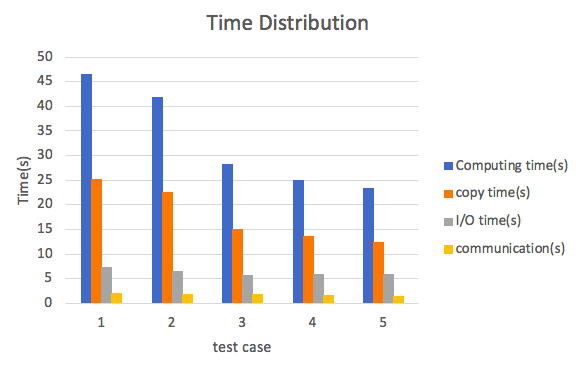 Time Distribution
50
45
40
35
30
25
20
15
10
5
0
Time(s)
1 2 3 4 5
test case
Computing time(s)
copy time(s)
I/O time(s)
communication(s)